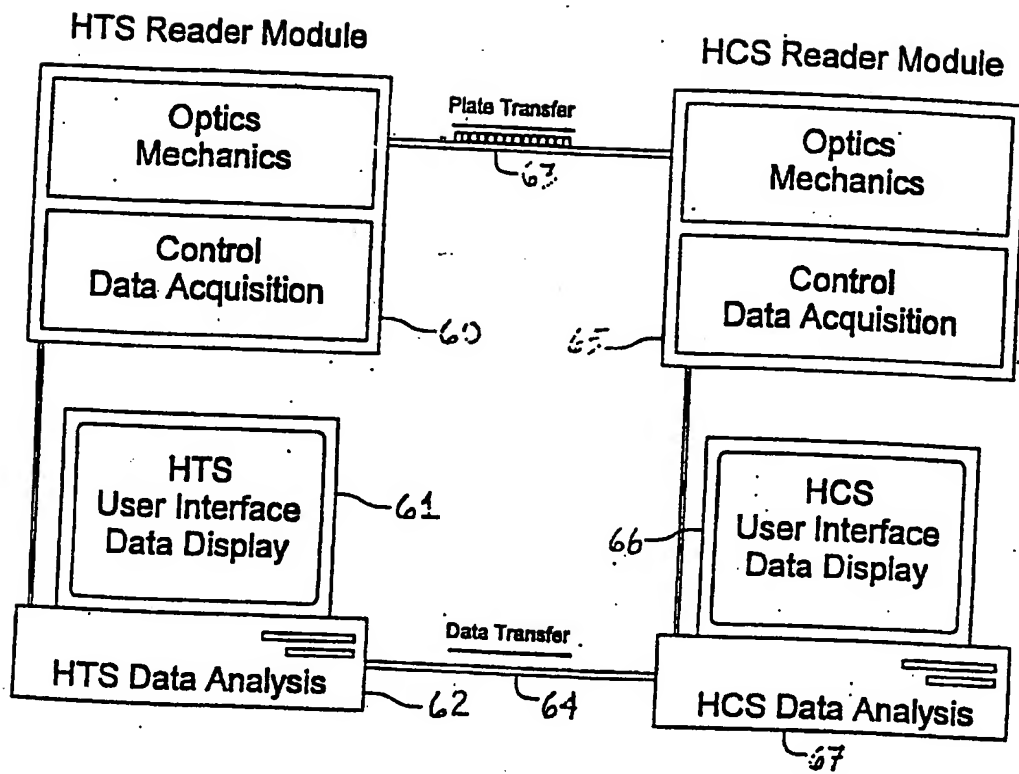 HTS Reader Module
HCS Reader Module
Optics
Mechanics
Control
Data Acquisition
60
Plate Transfer
63
Optics
Mechanics
Control
Data Acquisition
65
HTS
User Interface
Data Display
61
HCS
User Interface
Data Display
66
HTS Data Analysis
62
Data Transfer
64
HCS Data Analysis
67